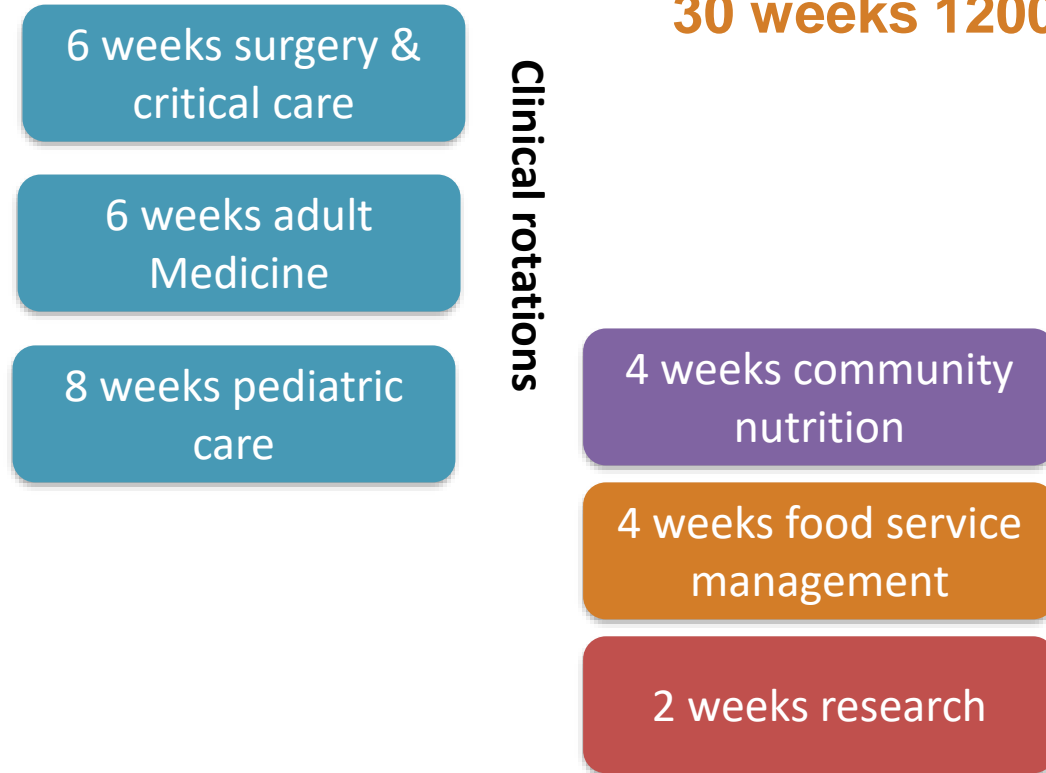 30 weeks 1200
6 weeks surgery &
critical care
6 weeks adult
Medicine
8 weeks pediatric
care
Clinical rotations
4 weeks community
nutrition
4 weeks food service
management
2 weeks research